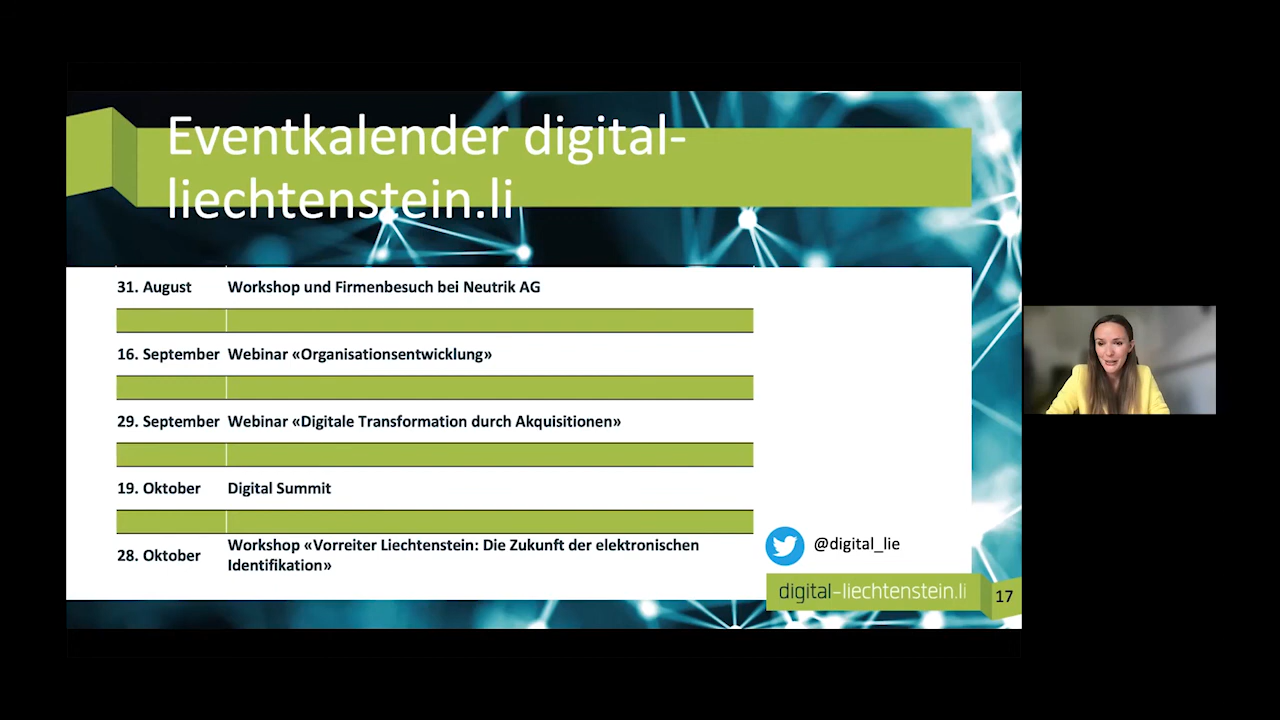 Eventkalender digital-
liechtenstein.li
31. August Workshop und Firmenbesuch bei Neutrik AG
16. September Webinar «Organisationsentwicklung»
29. September Webinar «Digitale Transformation durch Akquisitionen»
19. Oktober Digital Summit
28. Oktober Workshop «Vorreiter Liechtenstein: Die Zukunft der elektronischen
Identifikation»
@digital_lie
digital-liechtenstein.li
17